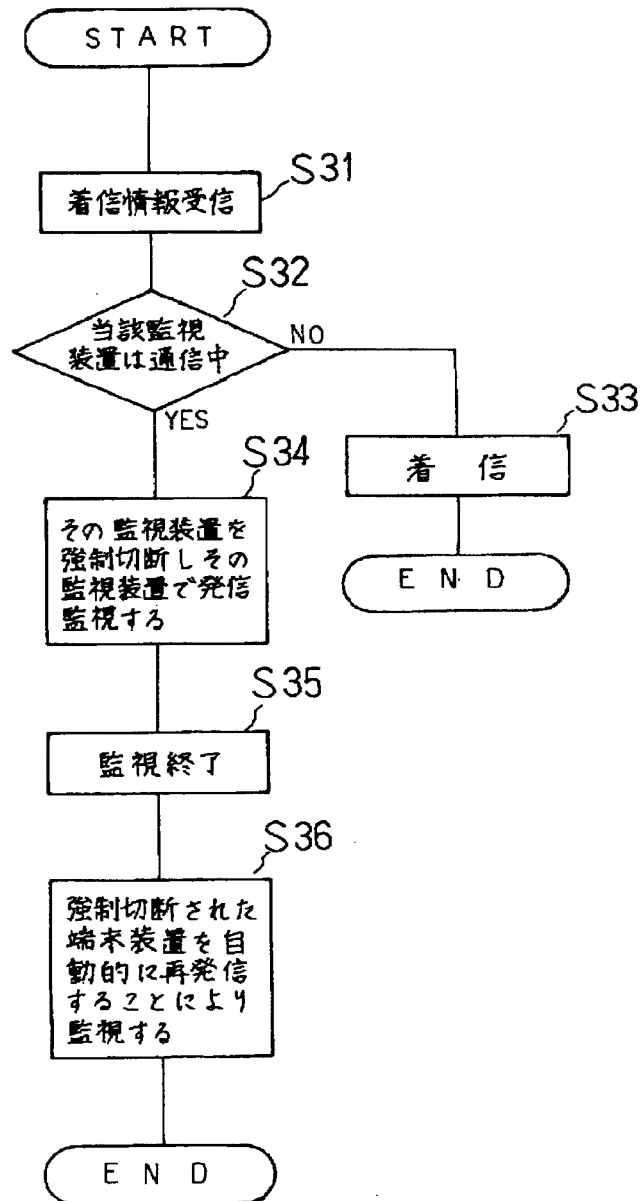 START
S31
着信情報受信
S32
当該監視
装置は通信中
NO
YES
S33
着 信
END
S34
その監視装置を
強制切断しその
監視装置で発信
監視する
S35
監視終了
S36
強制切断された
端末装置を自
動的に再発信
することにより
監視する
END